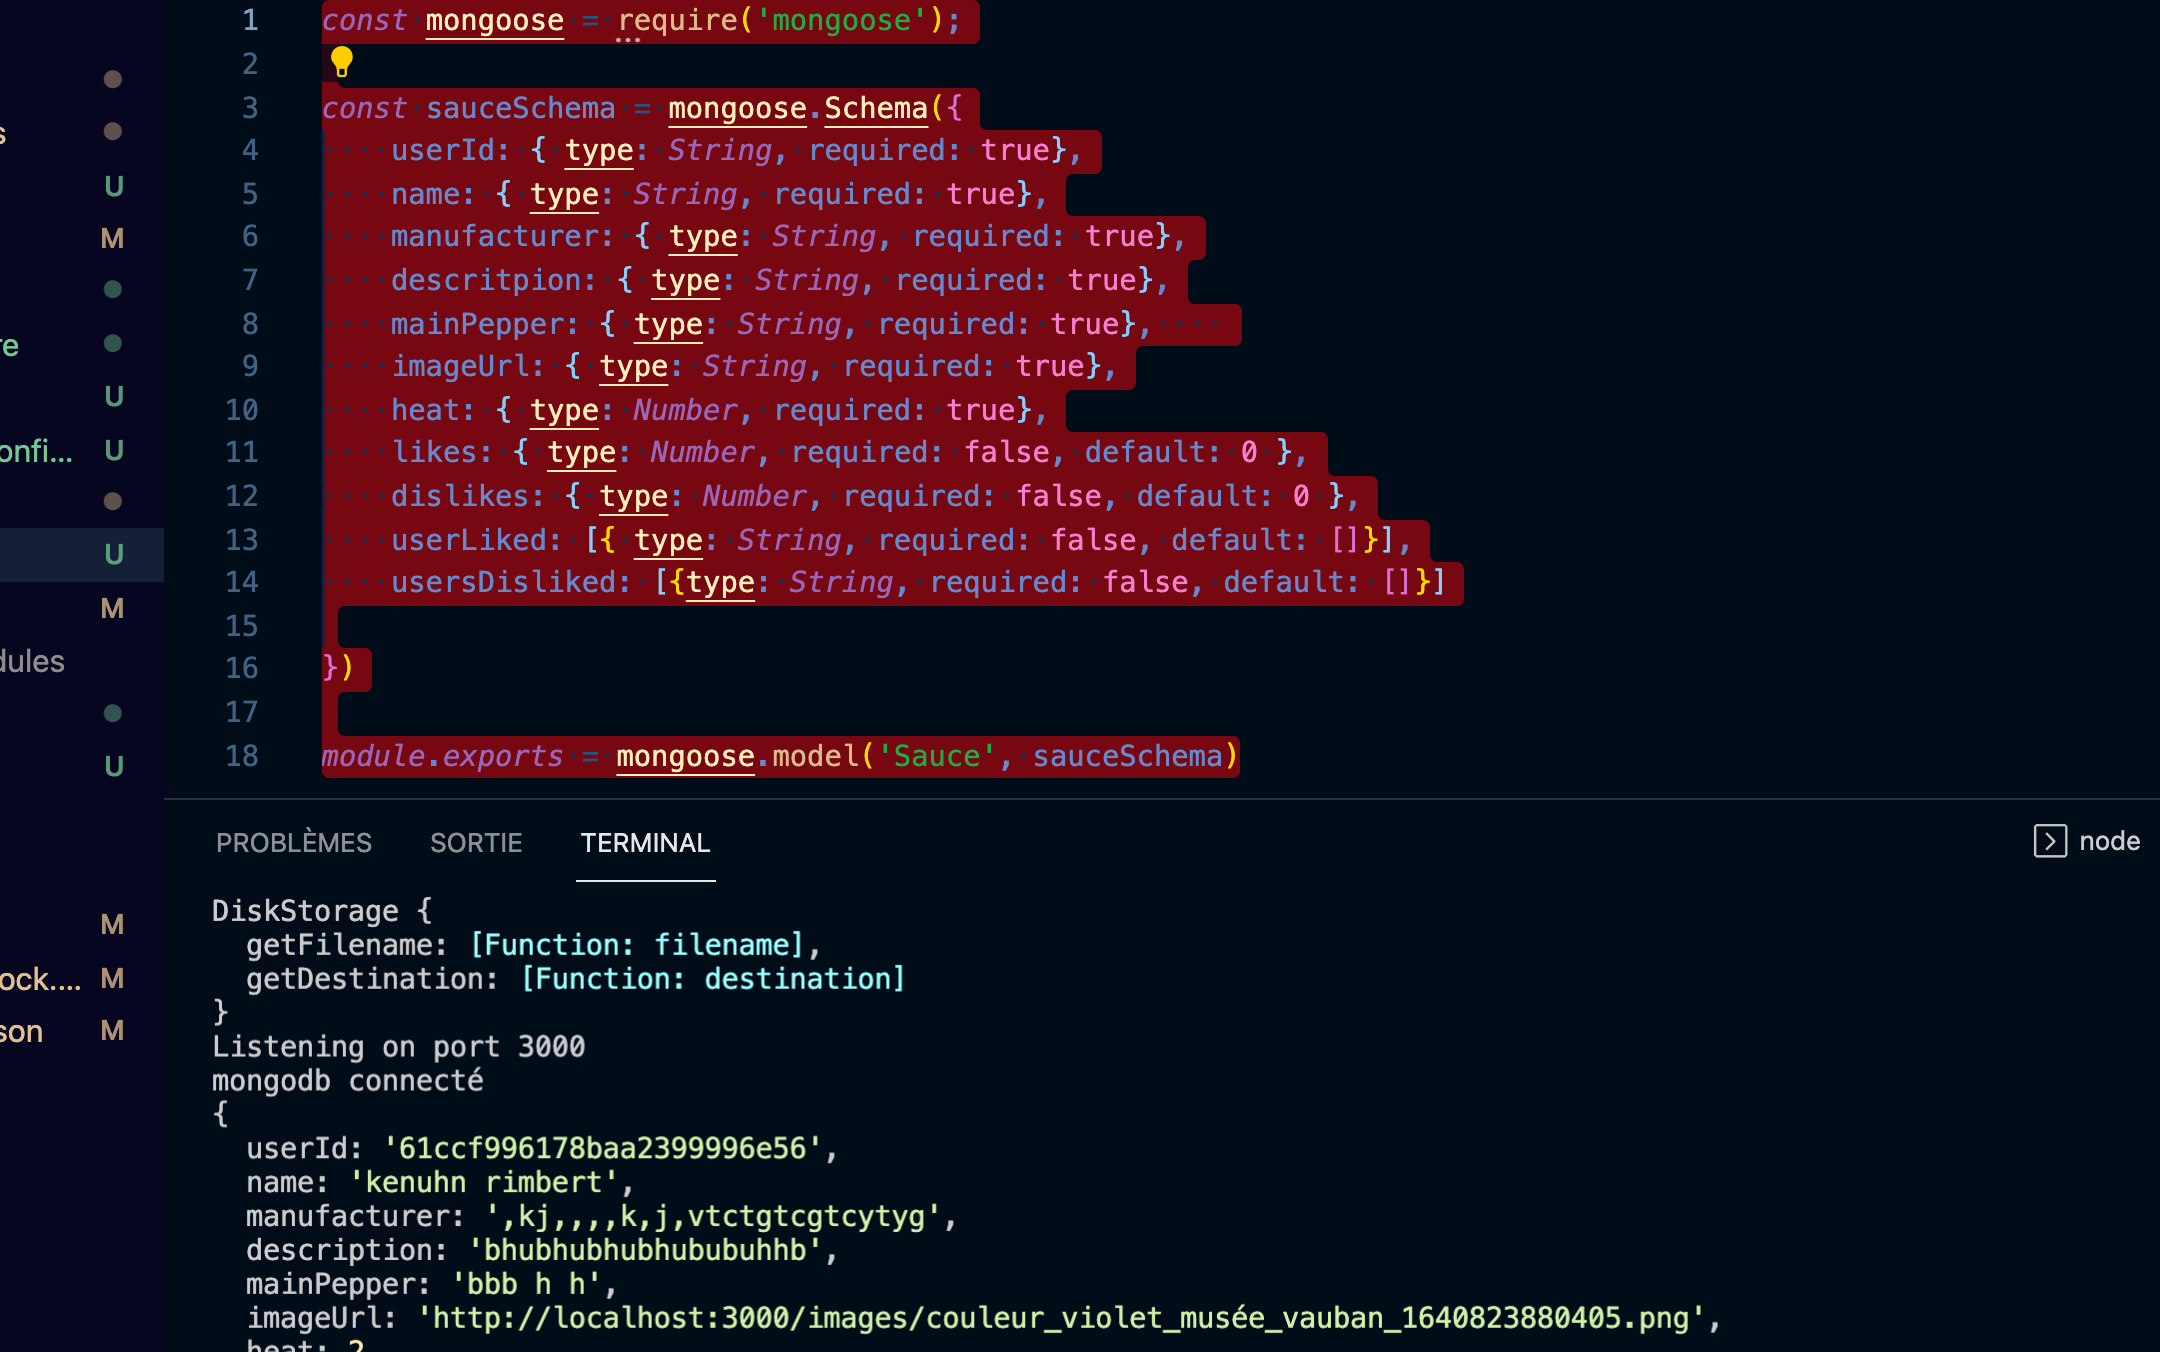 1 const mongoose = require('mongoose');
2
3 const sauceSchema = mongoose.Schema({
4 userId: { type: String, required: true},
5 name: { type: String, required: true},
6 manufacturer: { type: String, required: true},
7 descritpion: { type: String, required: true},
8 mainPepper: { type: String, required: true},
9 imageUrl: { type: String, required: true},
10 heat: { type: Number, required: true},
11 likes: { type: Number, required: false, default: 0 },
12 dislikes: { type: Number, required: false, default: 0 },
13 userLiked: [{ type: String, required: false, default: []}],
14 usersDisliked: [{type: String, required: false, default: []}]
15
16 })
17
18 module.exports = mongoose.model('Sauce', sauceSchema)
s
U
M
re
U
onfi... U
U
M
dules
U
M
ock.... M
son M
PROBLÈMES SORTIE TERMINAL node
DiskStorage {
getFilename: [Function: filename],
getDestination: [Function: destination]
}
Listening on port 3000
mongodb connecté
{
userId: '61ccf996178baa2399996e56',
name: 'kenuhn rimbert',
manufacturer: ',kj,,,,k,j,vtctgtcgtcytyg',
description: 'bhubhubhubhububuhhb',
mainPepper: 'bbb h h',
imageUrl: 'http://localhost:3000/images/couleur_violet_musée_vauban_1640823880405.png',
heat: 2